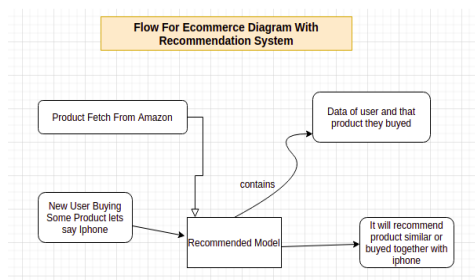 Flow For Ecommerce Diagram With
Recommendation System
Product Fetch From Amazon
Data of user and that
product they buyed
contains
New User Buying
Some Product lets
say Iphone
Recommended Model
It will recommend
product similar or
buyed together with
iphone